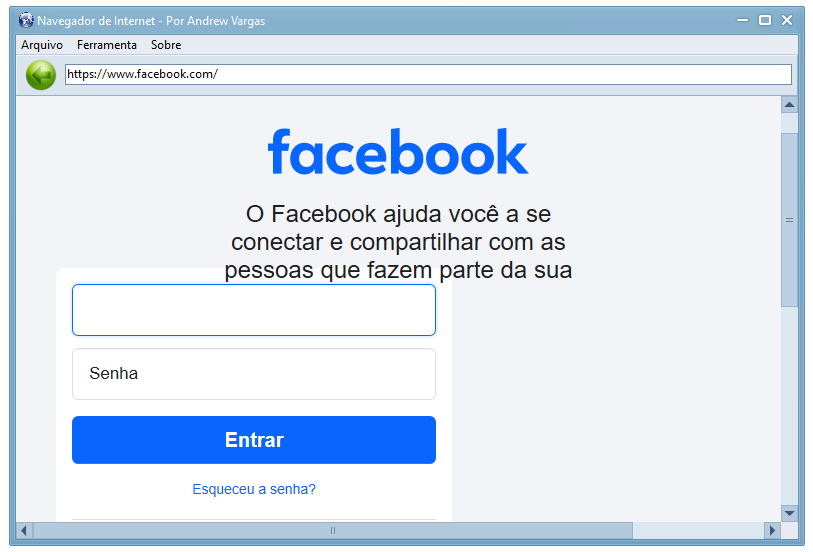 Navegador de Internet - Por Andrew Vargas
Arquivo Ferramenta Sobre
https://www.facebook.com/
facebook
O Facebook ajuda você a se
conectar e compartilhar com as
pessoas que fazem parte da sua
Senha
Entrar
Esqueceu a senha?